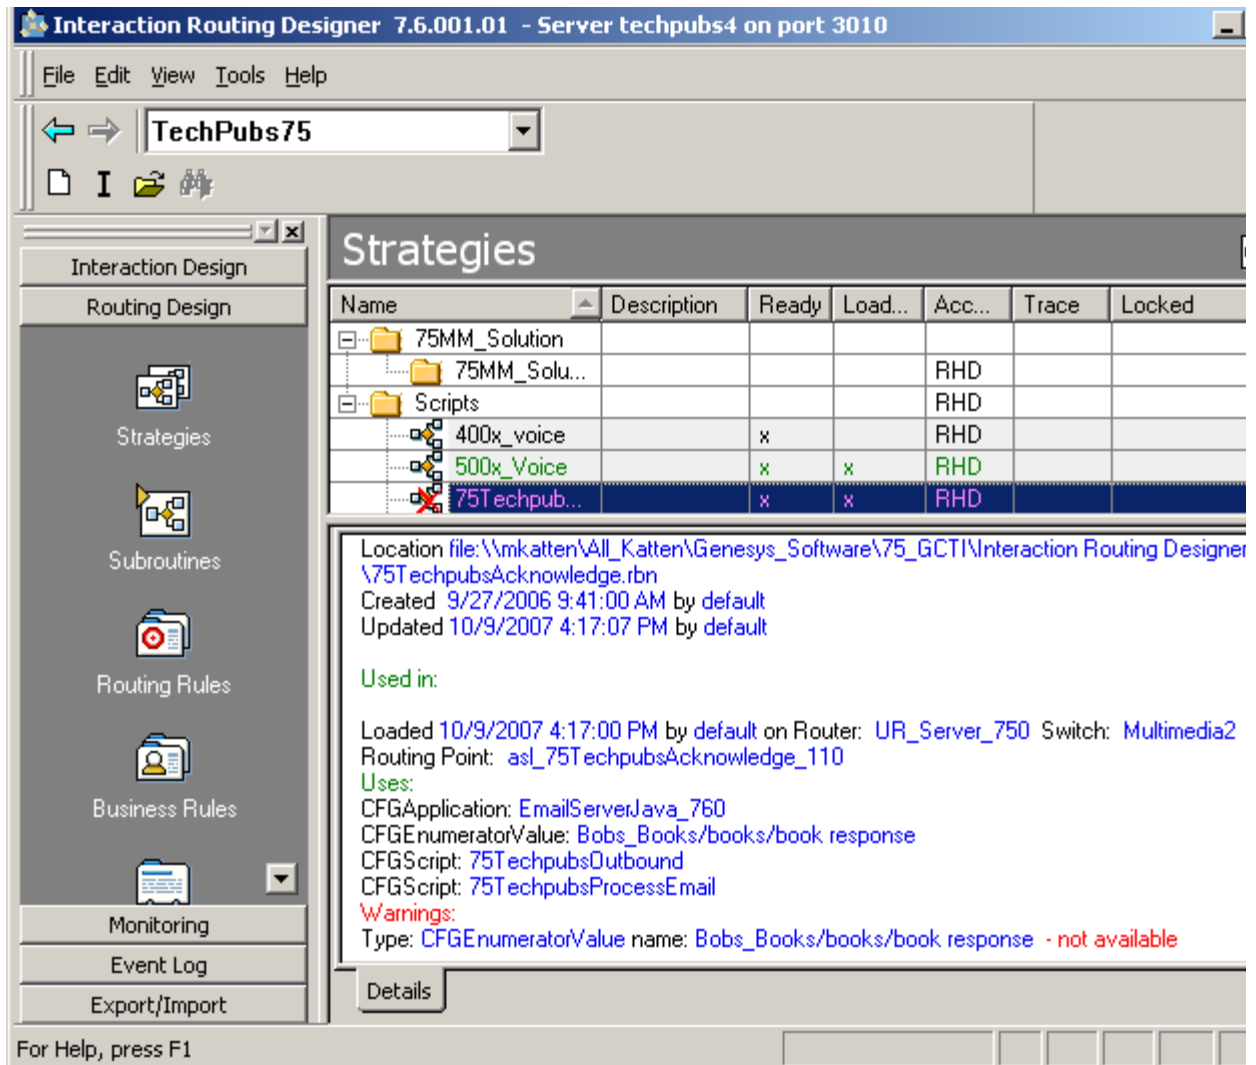 Interaction Routing Designer 7.6.001.01 - Server techpubs4 on port 3010
File Edit View Tools Help
TechPubs75
I
Interaction Design
Routing Design
Strategies
Subroutines
Routing Rules
Business Rules
Monitoring
Event Log
Export/Import
Strategies
Name Description Ready Load... Acc... Trace Locked
75MM_Solution
75MM_Solu... RHD
Scripts RHD
400x_voice x RHD
500x_Voice x x RHD
75Techpub... x x RHD
Location file:\\mkatten\All_Katten\Genesys_Software\75_GCTI\Interaction Routing Designer
\75TechpubsAcknowledge.rbn
Created 9/27/2006 9:41:00 AM by default
Updated 10/9/2007 4:17:07 PM by default
Used in:
Loaded 10/9/2007 4:17:00 PM by default on Router: UR_Server_750 Switch: Multimedia2
Routing Point: asl_75TechpubsAcknowledge_110
Uses:
CFGApplication: EmailServerJava_760
CFGEnumeratorValue: Bobs_Books/books/book response
CFGScript: 75TechpubsOutbound
CFGScript: 75TechpubsProcessEmail
Warnings:
Type: CFGEnumeratorValue name: Bobs_Books/books/book response - not available
Details
For Help, press F1